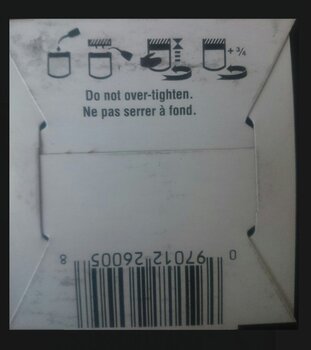 + 3/4
Do not over-tighten.
Ne pas serrer à fond.
0 97012 26005 8